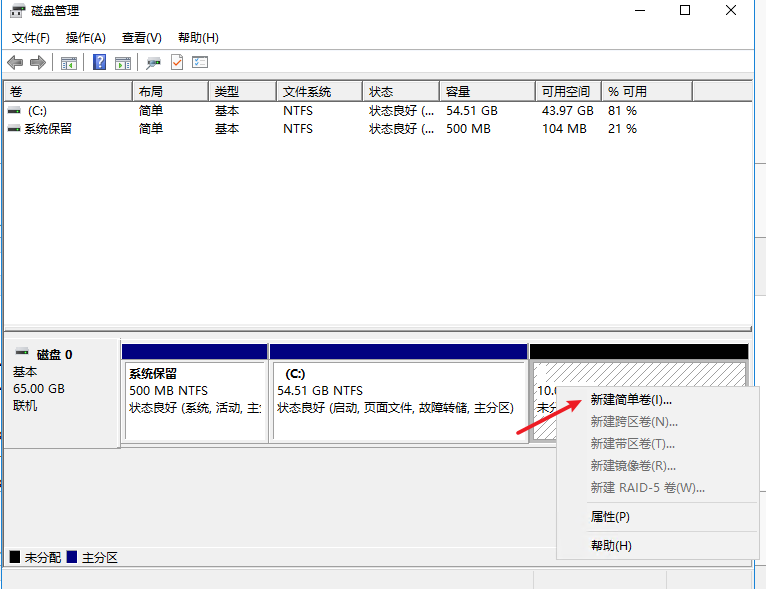 磁盘管理
文件(F) 操作(A) 查看(V) 帮助(H)
卷 布局 类型 文件系统 状态 容量 可用空间 % 可用
(C:) 简单 基本 NTFS 状态良好 (... 54.51 GB 43.97 GB 81 %
系统保留 简单 基本 NTFS 状态良好 (... 500 MB 104 MB 21 %
磁盘 0
基本
65.00 GB
联机
系统保留
500 MB NTFS
状态良好 (系统, 活动, 主:
(C:)
54.51 GB NTFS
状态良好 (启动, 页面文件, 故障转储, 主分区)
10.
未分
新建简单卷(I)...
新建跨区卷(N)...
新建带区卷(T)...
新建镜像卷(R)...
新建 RAID-5 卷(W)...
属性(P)
帮助(H)
未分配 主分区